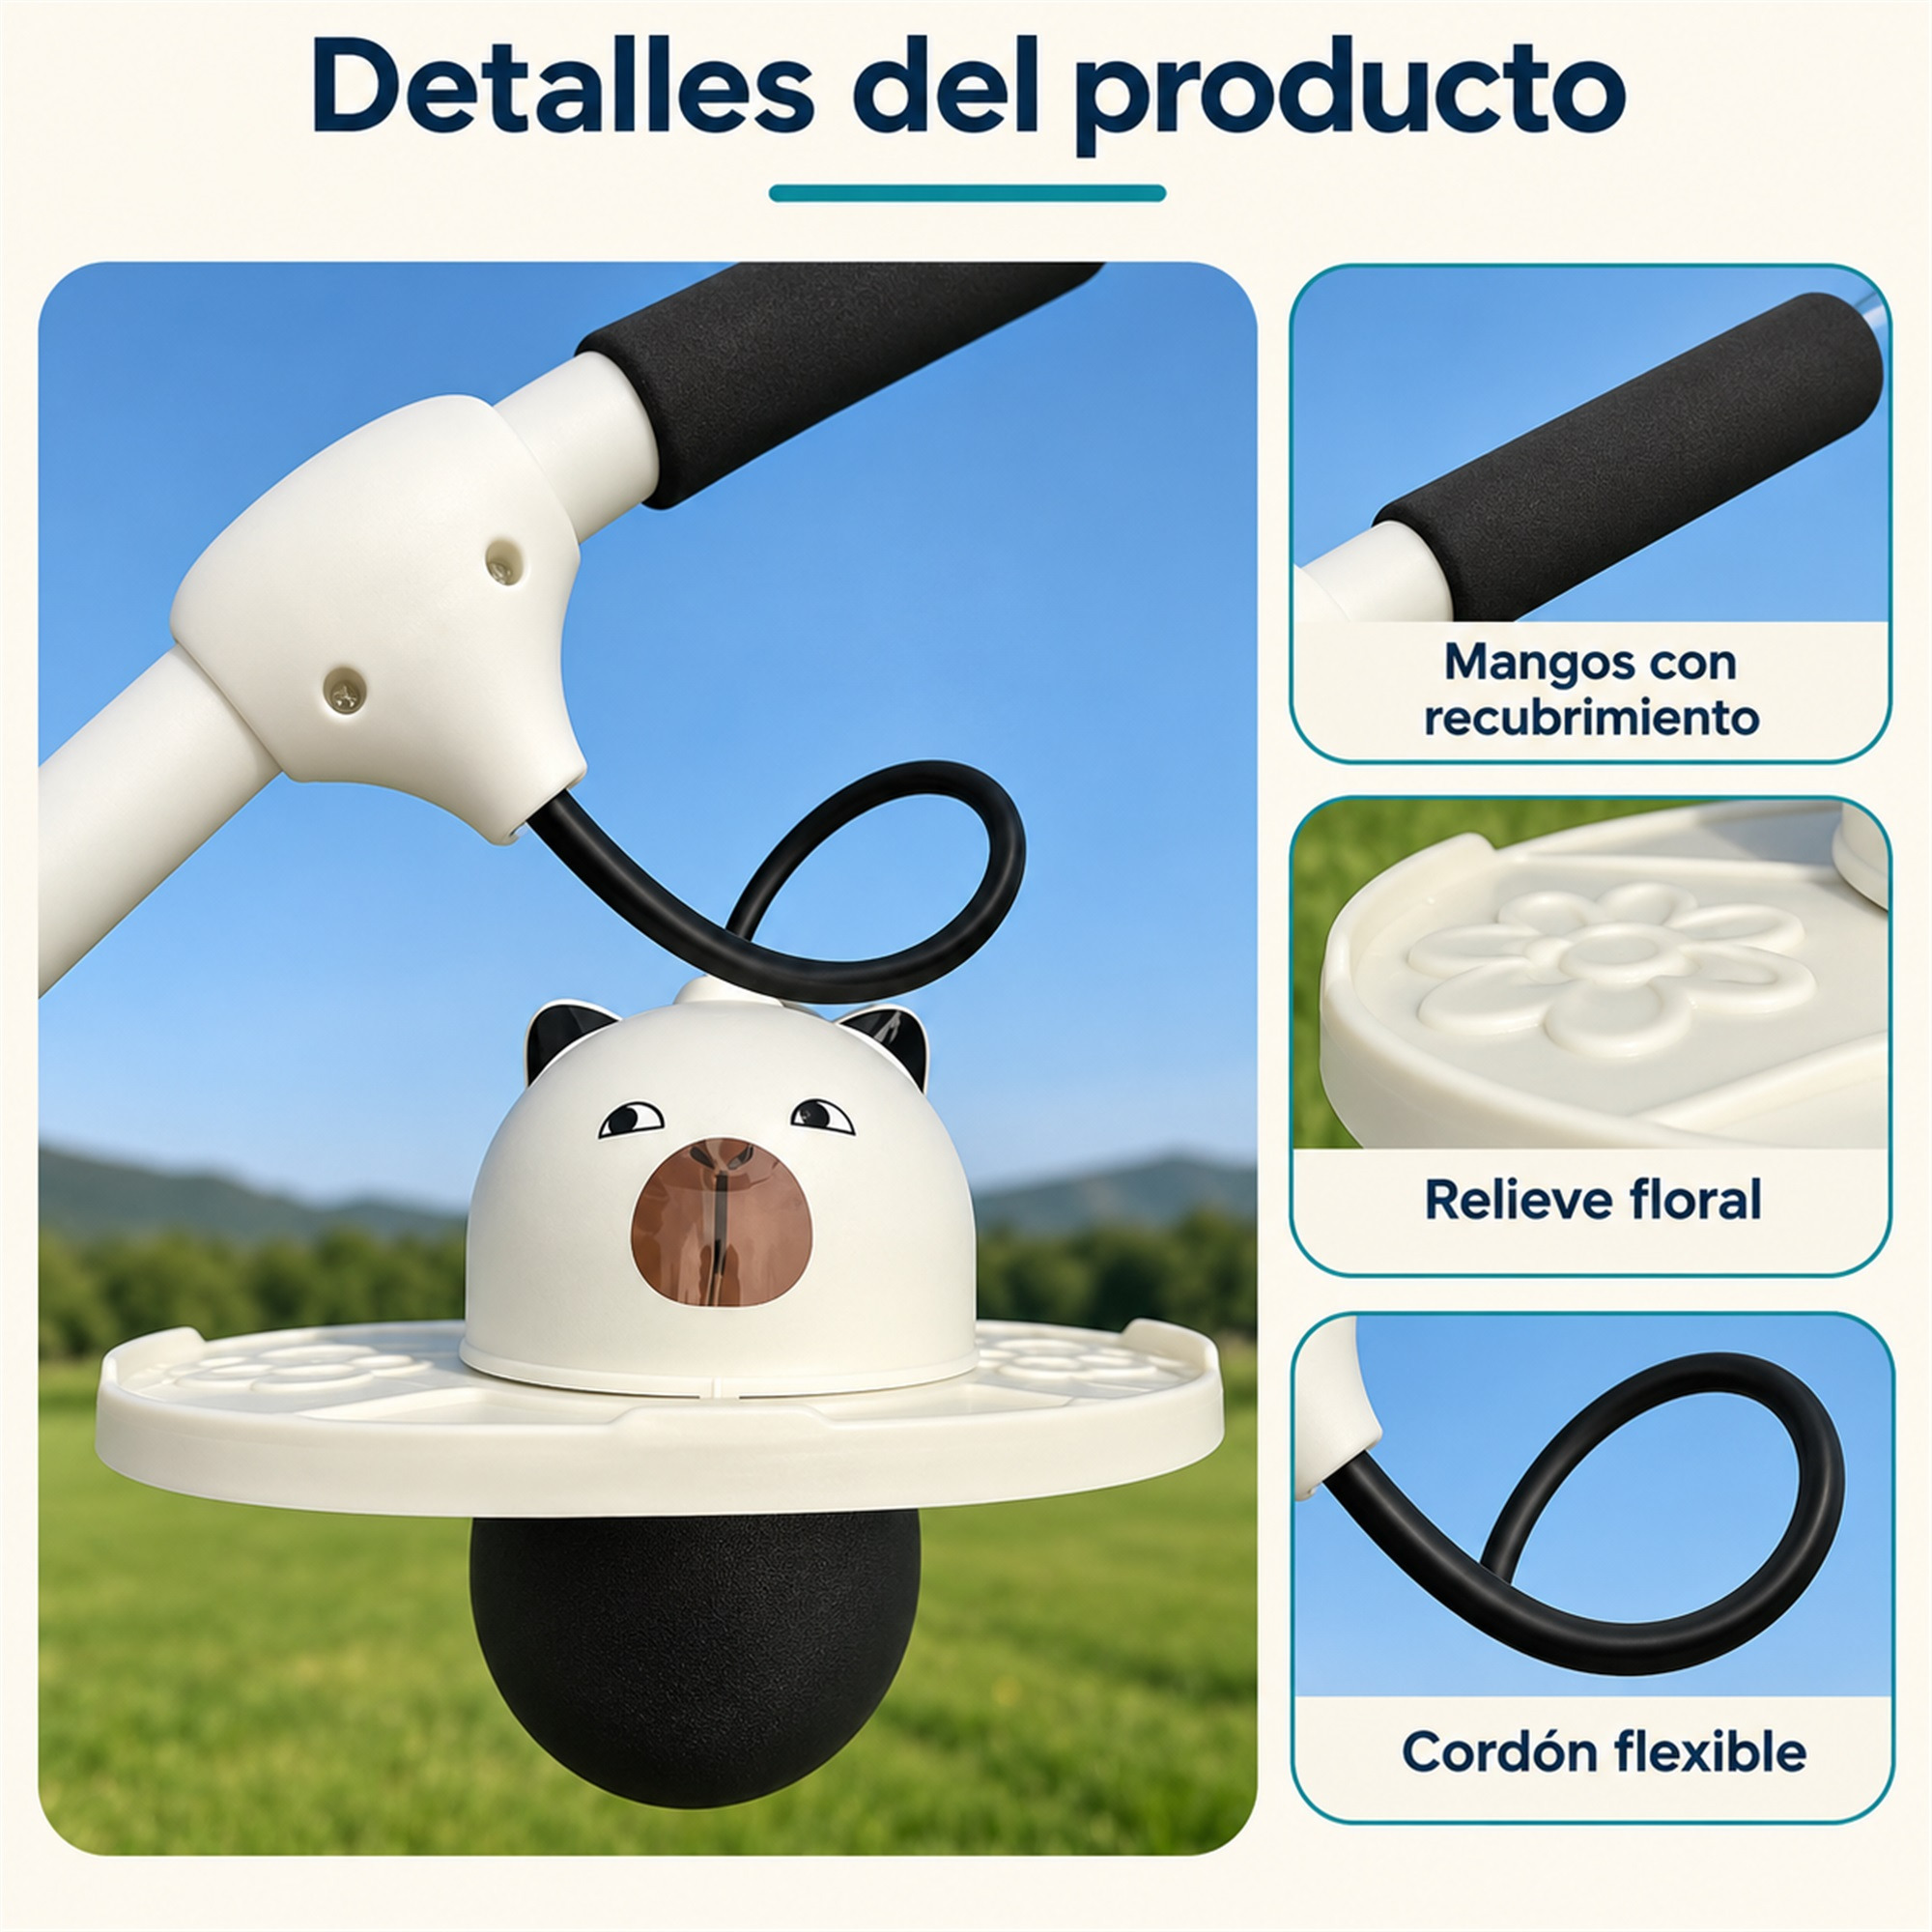 Detalles del producto
Mangos con
recubrimiento
Relieve floral
Cordón flexible